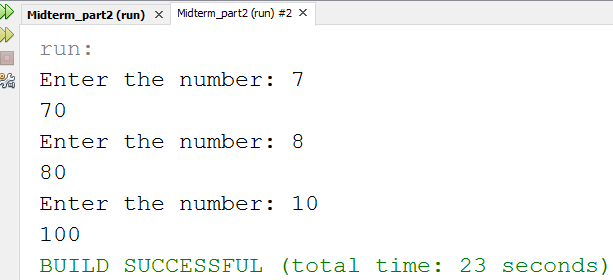 Midterm_part2 (run) Midterm_part2 (run) #2
run:
Enter the number: 7
70
Enter the number: 8
80
Enter the number: 10
100
BUILD SUCCESSFUL (total time: 23 seconds)